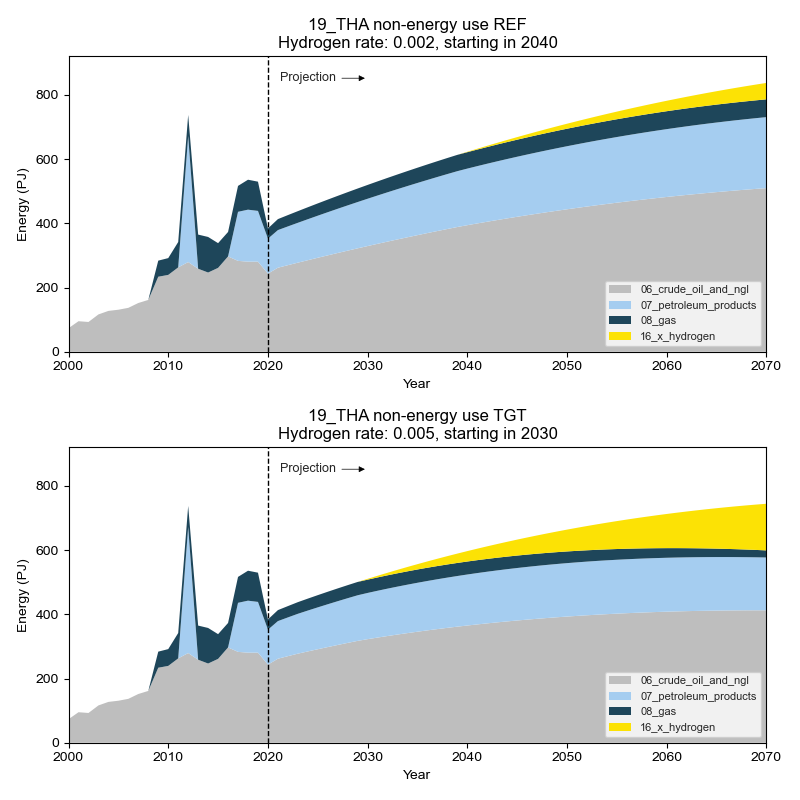 19_THA non-energy use REF
Hydrogen rate: 0.002, starting in 2040
Projection
Energy (PJ)
800
600
400
200
0
06_crude_oil_and_ngl
07_petroleum_products
08_gas
16_x_hydrogen
2000 2010 2020 2030 2040 2050 2060 2070
Year
19_THA non-energy use TGT
Hydrogen rate: 0.005, starting in 2030
Projection
Energy (PJ)
800
600
400
200
0
06_crude_oil_and_ngl
07_petroleum_products
08_gas
16_x_hydrogen
2000 2010 2020 2030 2040 2050 2060 2070
Year